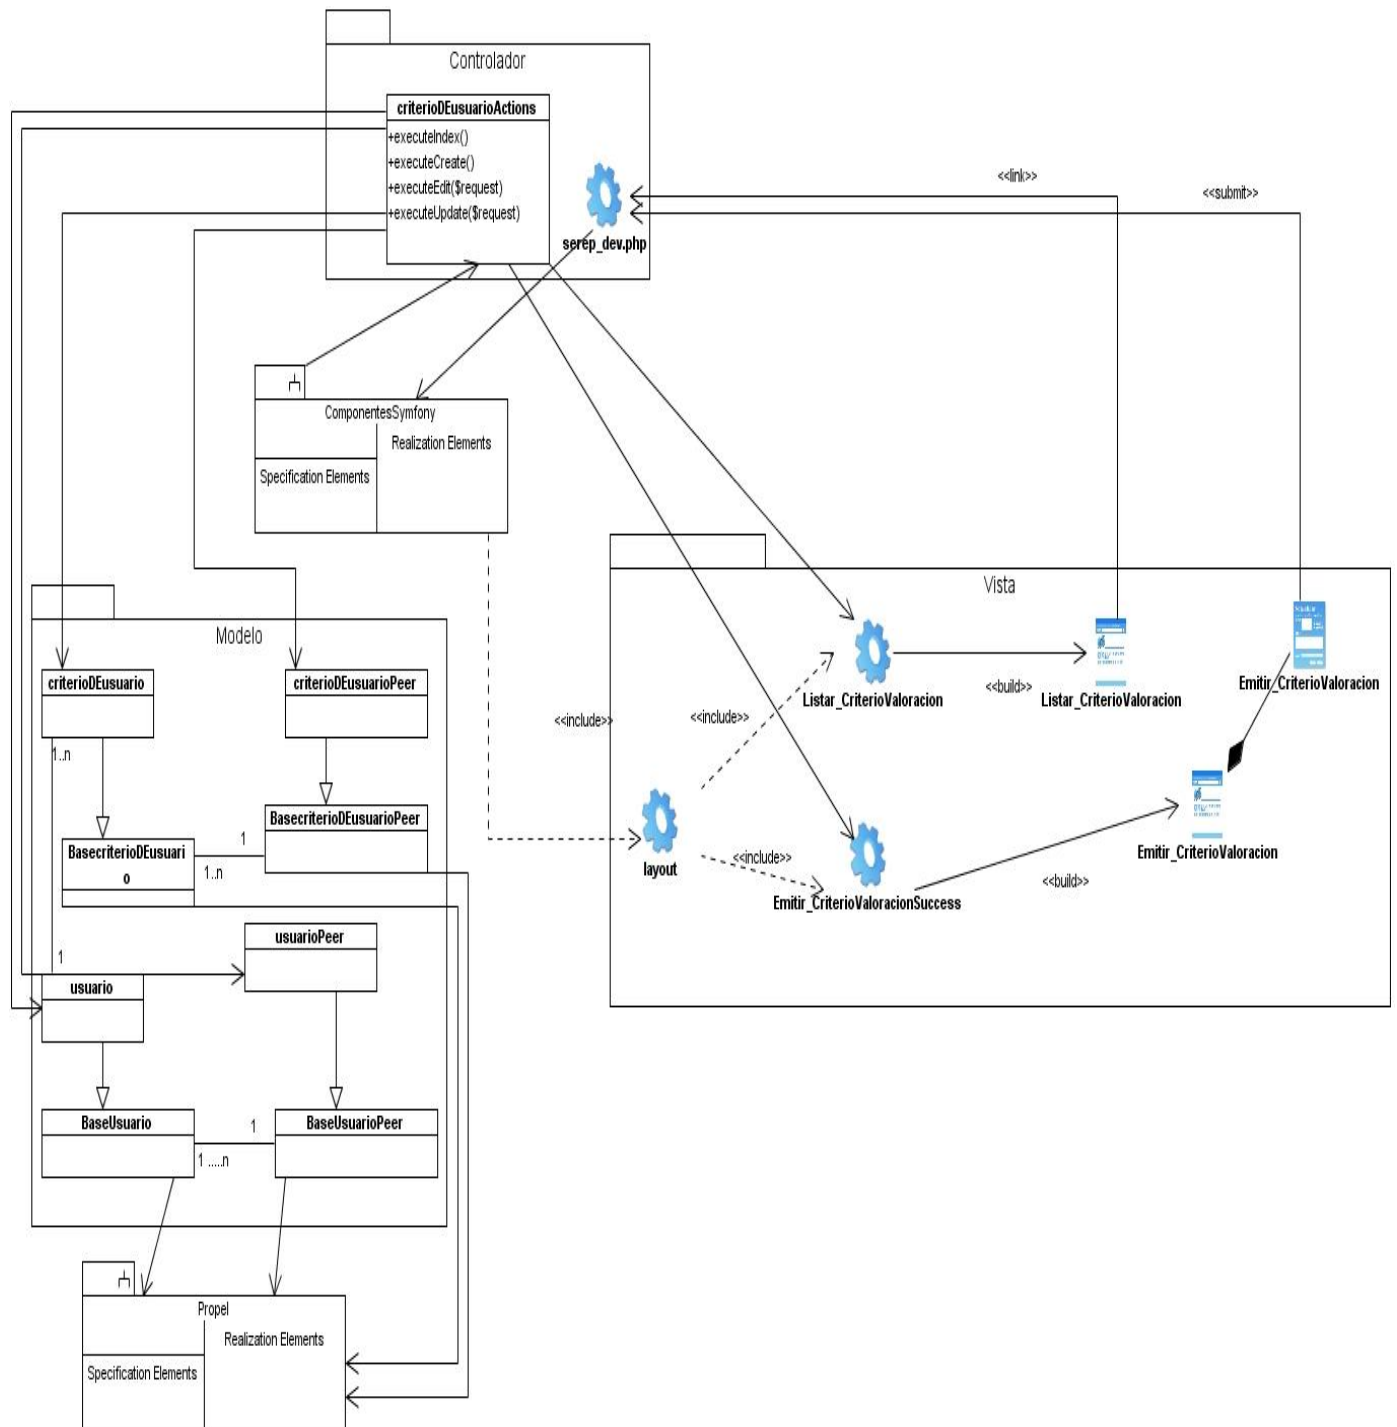 Controlador
criterioDEusuarioActions
+executeIndex()
+executeCreate()
+executeEdit($request)
+executeUpdate($request)
serep_dev.php
<<link>>
<<submit>>
ComponentesSymfony
Realization Elements
Specification Elements
Vista
Listar_CriterioValoracion
<<build>>
Listar_CriterioValoracion
Emitir_CriterioValoracion
<<include>>
<<include>>
layout
<<include>>
Emitir_CriterioValoracionSuccess
<<build>>
Emitir_CriterioValoracion
Modelo
criterioDEusuario
criterioDEusuarioPeer
1..n
BasecriterioDEusuarioPeer
BasecriterioDEusuari
o
1
1..n
usuarioPeer
1
usuario
BaseUsuario
BaseUsuarioPeer
1
1 .....n
Propel
Realization Elements
Specification Elements